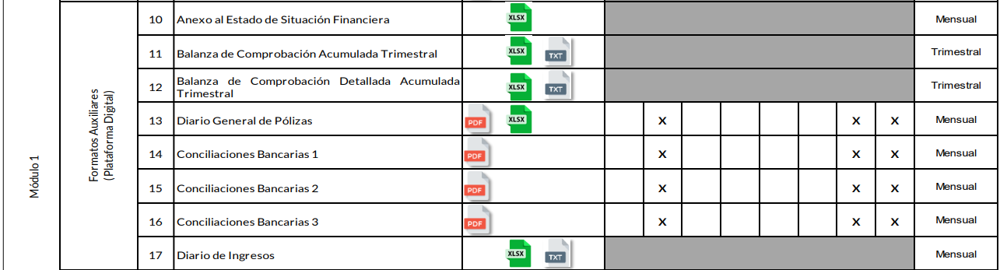 Módulo 1
Formatos Auxiliares
(Plataforma Digital)
10 Anexo al Estado de Situación Financiera XLSX Mensual
11 Balanza de Comprobación Acumulada Trimestral XLSX TXT Trimestral
12 Balanza de Comprobación Detallada Acumulada
Trimestral XLSX TXT Trimestral
13 Diario General de Pólizas PDF XLSX X X X Mensual
14 Conciliaciones Bancarias 1 PDF X X X Mensual
15 Conciliaciones Bancarias 2 PDF X X X Mensual
16 Conciliaciones Bancarias 3 PDF X X X Mensual
17 Diario de Ingresos XLSX TXT Mensual